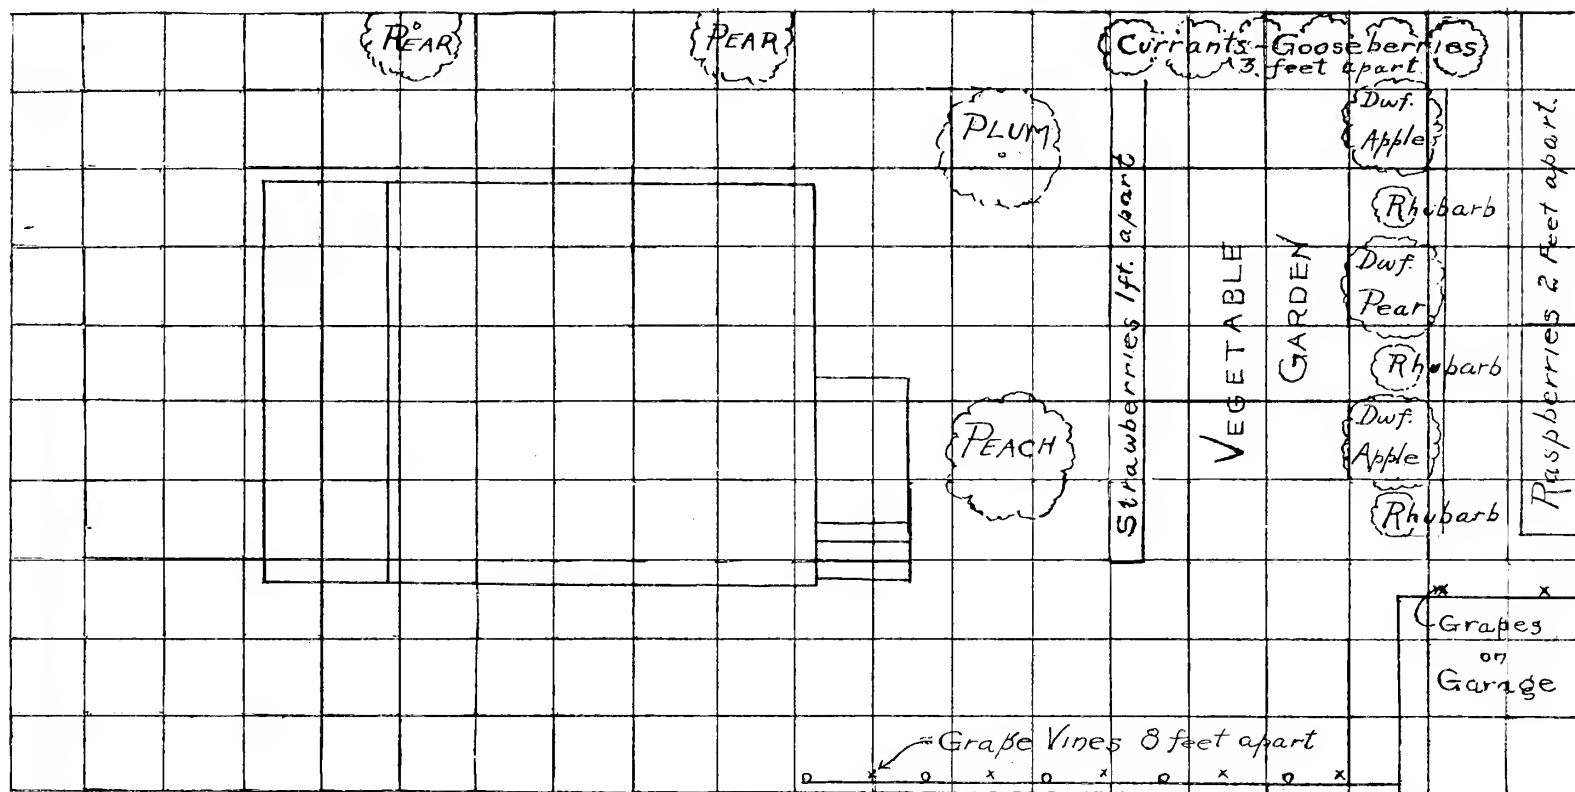 PEAR
PEAR
Currants-Gooseberries
3 feet apart
PLUM
PEACH
Strawberries 1ft. apart
VEGETABLE
GARDEN
Dwf.
Apple
Rhubarb
Dwf.
Pear
Rhubarb
Dwf.
Apple
Rhubarb
Raspberries 2 Feet apart.
Grapes
on
Garage
Grape Vines 8 feet apart